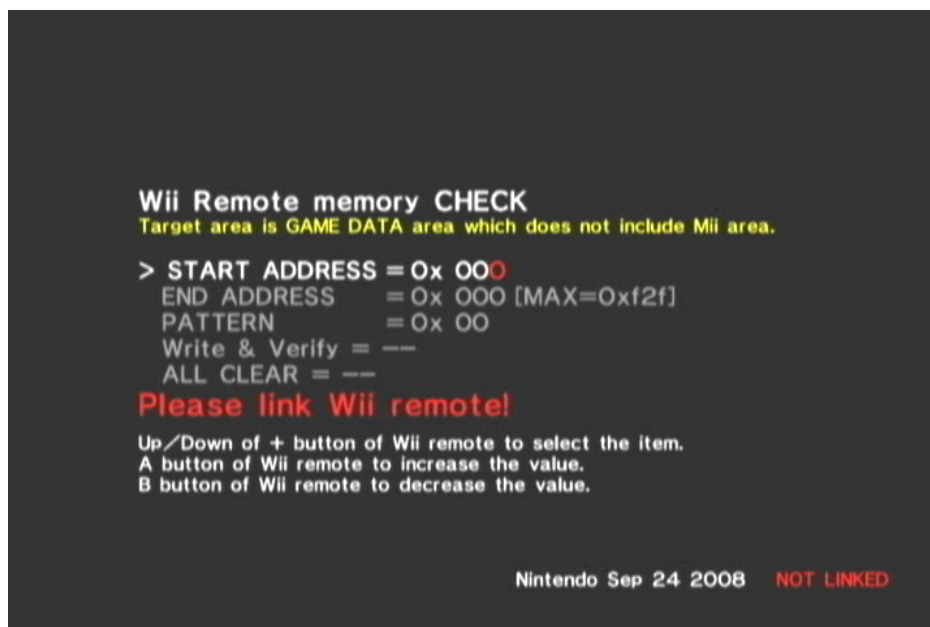 Wii Remote memory CHECK
Target area is GAME DATA area which does not include Mii area.
> START ADDRESS = 0x 000
END ADDRESS = 0x 000 [MAX=0xf2f]
PATTERN = 0x 00
Write & Verify = --
ALL CLEAR = --
Please link Wii remote!
Up/Down of + button of Wii remote to select the item.
A button of Wii remote to increase the value.
B button of Wii remote to decrease the value.
Nintendo Sep 24 2008 NOT LINKED